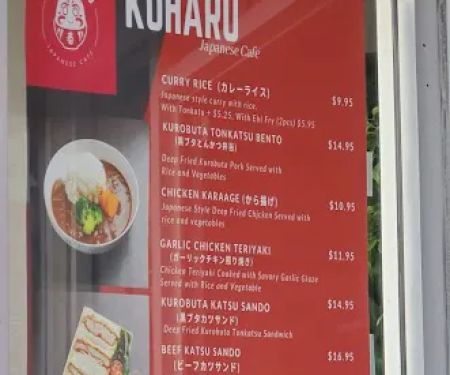 KOHARU
Japanese Cafe
JAPANESE CAFE
CURRY RICE (カレーライス) $9.95
Japanese style curry with rice.
With Tonkatu + $5.25, With Ebi Fry (2pcs) $5.95
KUROBUTA TONKATSU BENTO $14.95
(黒ブタとんかつ弁当)
Deep Fried Kurobuta Pork Served with
Rice and Vegetables
CHICKEN KARAAGE (から揚げ) $10.95
Japanese Style Deep Fried Chicken Served with
rice and vegetables
GARLIC CHICKEN TERIYAKI $11.95
(ガーリックチキン照り焼き)
Chicken Teriyaki Cooked with Savory Garlic Glaze
Served with Rice and Vegetable
KUROBUTA KATSU SANDO $14.95
(黒ブタカツサンド)
Deep Fried Kurobuta Tonkatsu Sandwich
BEEF KATSU SANDO $16.95
(ビーフカツサンド)